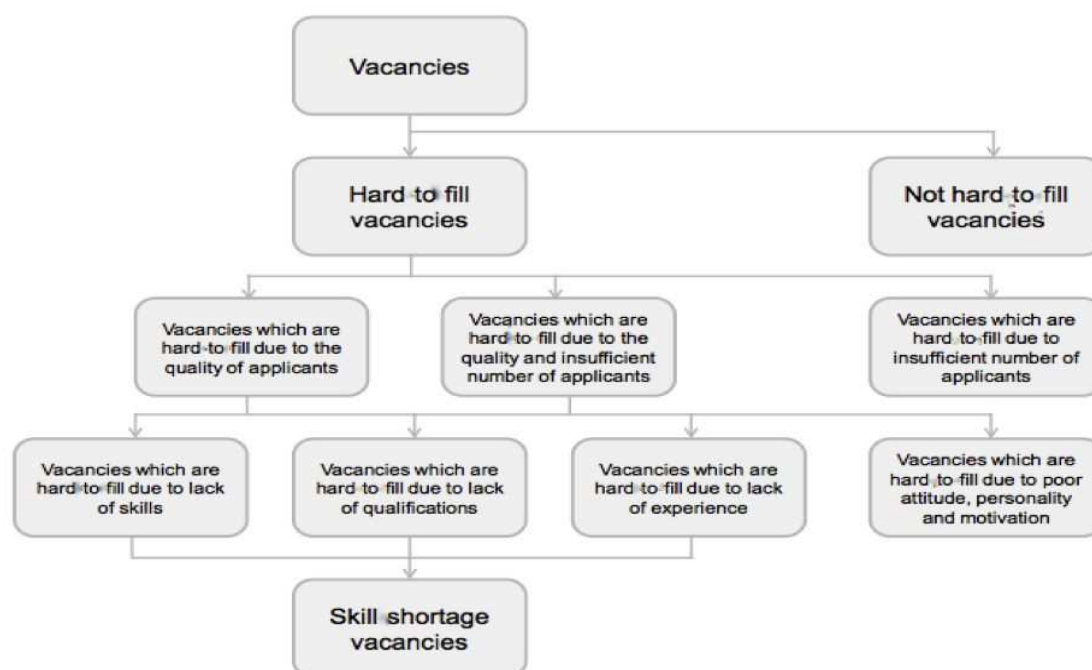 Vacancies
Hard to fill
vacancies
Not hard to fill
vacancies
Vacancies which are
hard-to-fill due to the
quality of applicants
Vacancies which are
hard-to-fill due to the
quality and insufficient
number of applicants
Vacancies which are
hard-to-fill due to
insufficient number of
applicants
Vacancies which are
hard-to-fill due to lack
of skills
Vacancies which are
hard-to-fill due to lack
of qualifications
Vacancies which are
hard-to-fill due to lack
of experience
Vacancies which are
hard-to-fill due to poor
attitude, personality
and motivation
Skill shortage
vacancies